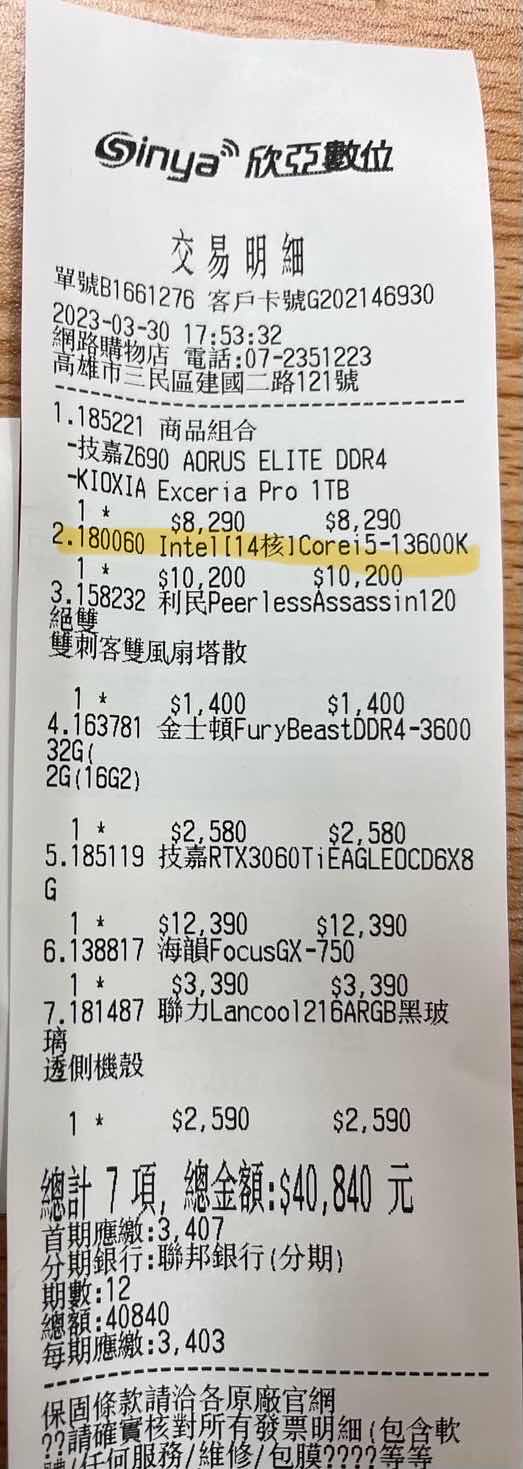 Sinya 欣亞數位
交易明細
單號B1661276 客戶卡號G202146930
2023-03-30 17:53:32
網路購物店 電話:07-2351223
高雄市三民區建國二路121號
1.185221 商品組合
-技嘉Z690 AORUS ELITE DDR4
-KIOXIA Exceria Pro 1TB
1 * $8,290 $8,290
2.180060 Intel[14核]Corei5-13600K
1 * $10,200 $10,200
3.158232 利民PeerlessAssassin120
絕雙
雙刺客雙風扇塔散
1 * $1,400 $1,400
4.163781 金士頓FuryBeastDDR4-3600
32G(
2G(16G2)
1 * $2,580 $2,580
5.185119 技嘉RTX3060TiEAGLEOCD6X8
G
1 * $12,390 $12,390
6.138817 海韻FocusGX-750
1 * $3,390 $3,390
7.181487 聯力Lancool216ARGB黑玻
璃
透側機殼
1 * $2,590 $2,590
總計 7 項, 總金額:$40,840 元
首期應繳:3,407
分期銀行:聯邦銀行(分期)
期數:12
總額:40840
每期應繳:3,403
保固條款請洽各原廠官網
??請確實核對所有發票明細(包含軟
體/任何服務/維修/包膜????等等